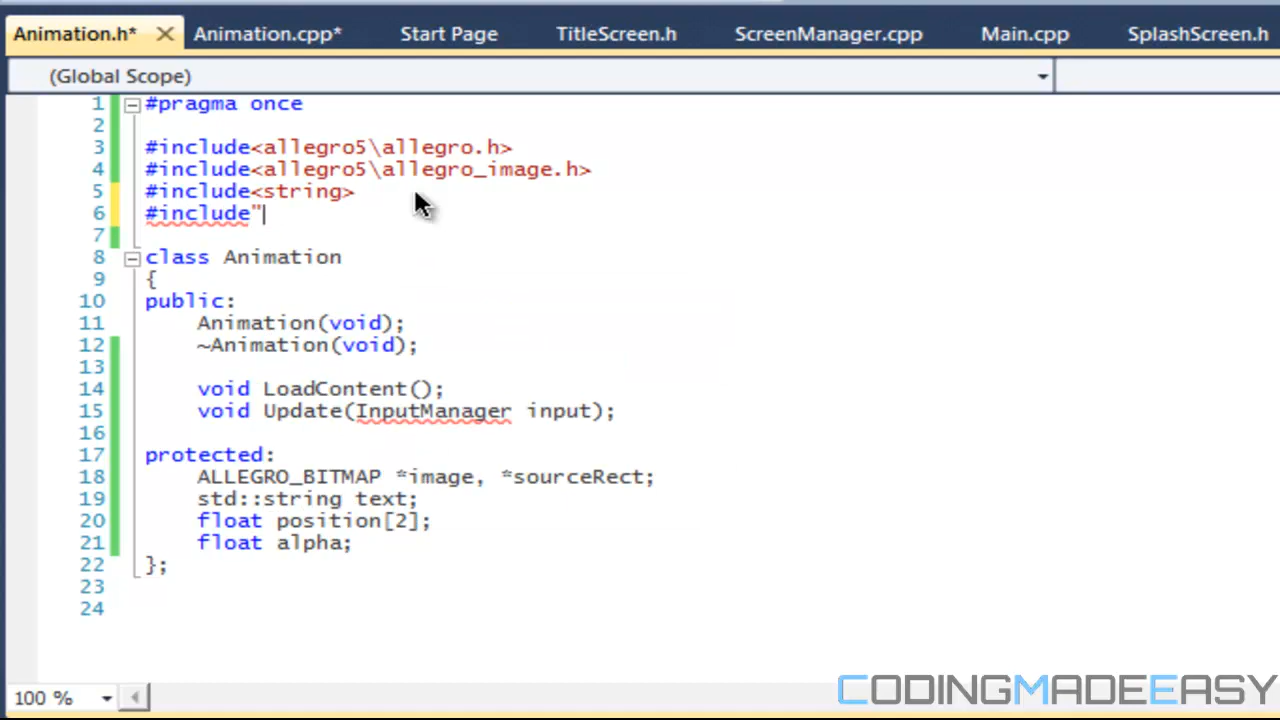 Animation.h* Animation.cpp* Start Page TitleScreen.h ScreenManager.cpp Main.cpp SplashScreen.h
(Global Scope)
1 #pragma once
2
3 #include<allegro5\allegro.h>
4 #include<allegro5\allegro_image.h>
5 #include<string>
6 #include"
7
8 class Animation
9 {
10 public:
11 Animation(void);
12 ~Animation(void);
13
14 void LoadContent();
15 void Update(InputManager input);
16
17 protected:
18 ALLEGRO_BITMAP *image, *sourceRect;
19 std::string text;
20 float position[2];
21 float alpha;
22 };
23
24
100 %
CODINGMADEEASY